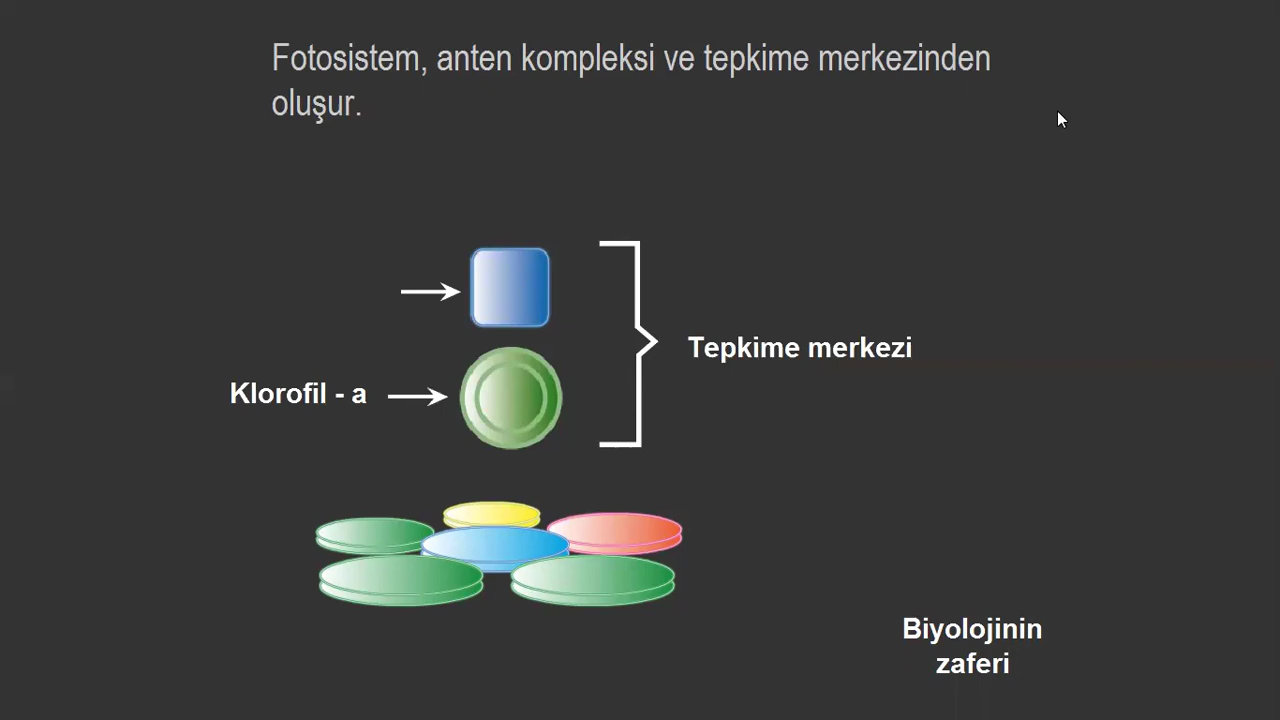 Fotosistem, anten kompleksi ve tepkime merkezinden
oluşur.
Tepkime merkezi
Klorofil - a
Biyolojinin
zaferi